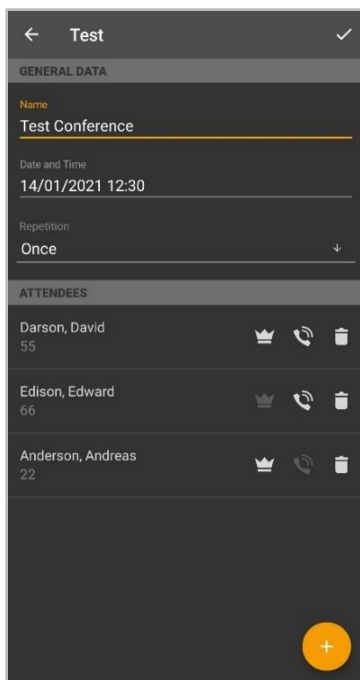 Test
GENERAL DATA
Name
Test Conference
Date and Time
14/01/2021 12:30
Repetition
Once
ATTENDEES
Darson, David
55
Edison, Edward
66
Anderson, Andreas
22